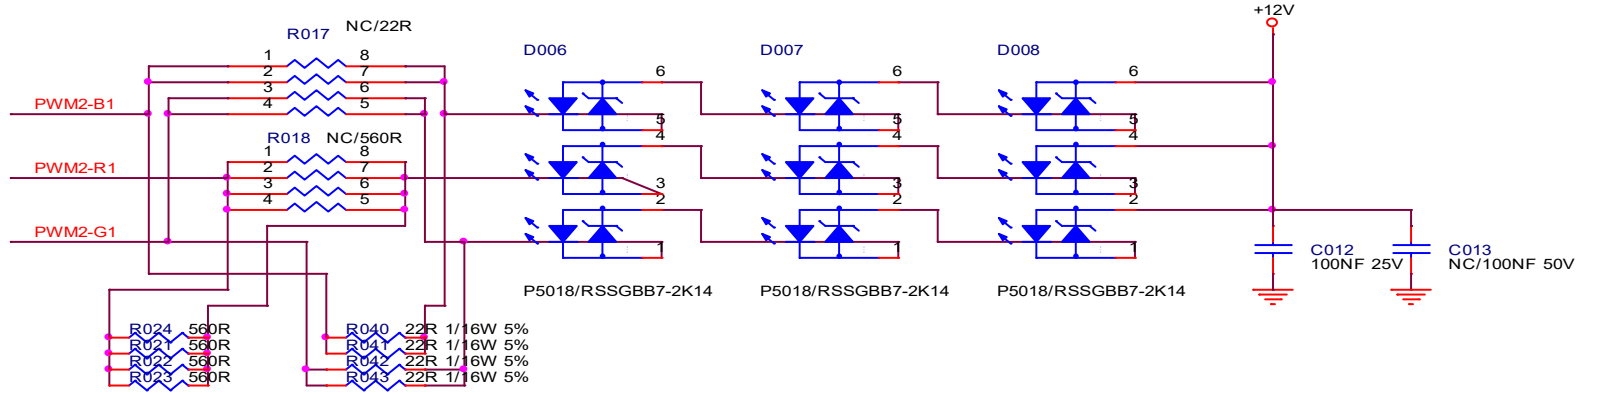 +12V
R017 NC/22R
D006 D007 D008
1 8
2 7
3 6
4 5
6 6 6
PWM2-B1
5 5 5
4 4 4
R018 NC/560R
1 8
2 7
3 6
4 5
PWM2-R1
3 3 3
2 2 2
PWM2-G1
1 1 1
C012
100NF 25V
C013
NC/100NF 50V
P5018/RSSGBB7-2K14 P5018/RSSGBB7-2K14 P5018/RSSGBB7-2K14
R024 560R R040 22R 1/16W 5%
R021 560R R041 22R 1/16W 5%
R022 560R R042 22R 1/16W 5%
R023 560R R043 22R 1/16W 5%